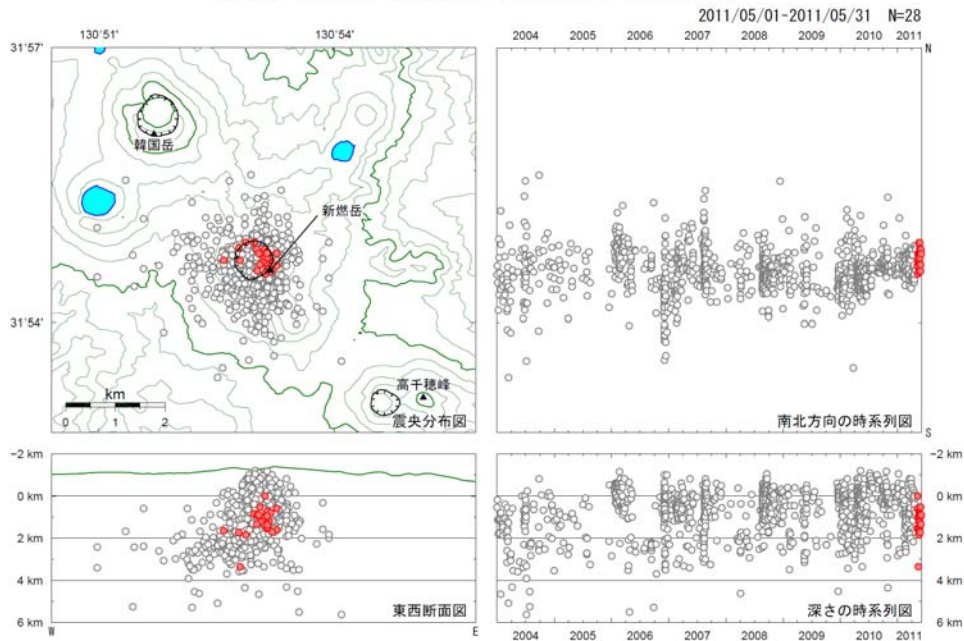 2011/05/01-2011/05/31 N=28
130°51′ 130°54′
2004 2005 2006 2007 2008 2009 2010 2011
31°57′
N
韓国岳
新燃岳
31°54′
高千穂峰
km
0 1 2
震央分布図
南北方向の時系列図
S
-2 km
0 km
2 km
4 km
6 km
東西断面図
W E
-2 km
0 km
2 km
4 km
6 km
深さの時系列図
2004 2005 2006 2007 2008 2009 2010 2011